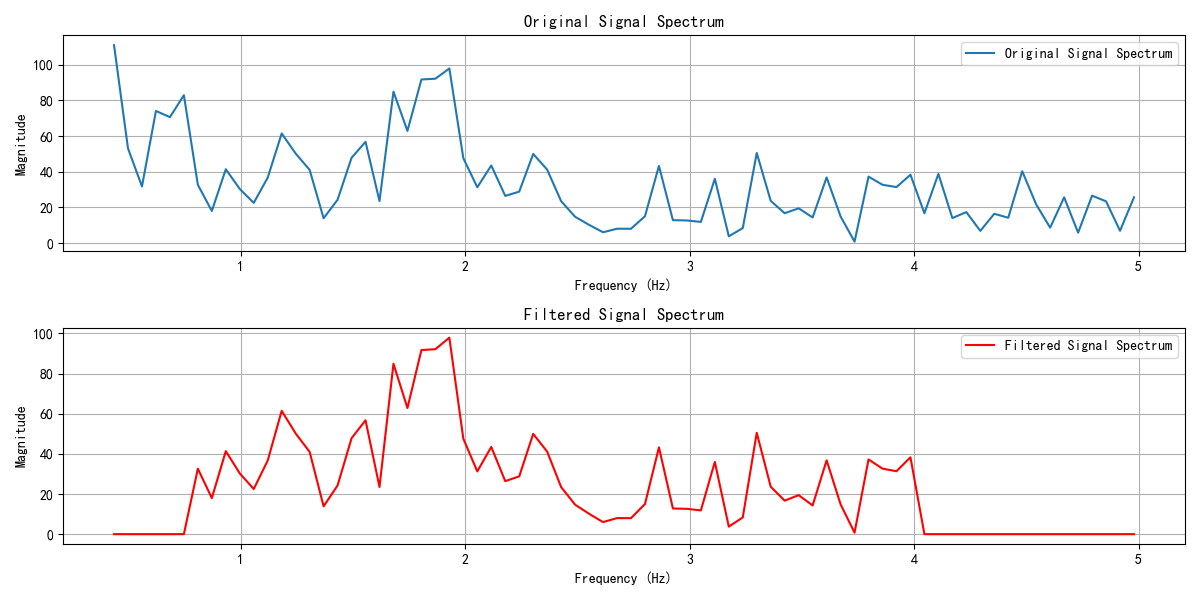 Original Signal Spectrum
Original Signal Spectrum
Magnitude
100
80
60
40
20
0
1 2 3 4 5
Frequency (Hz)
Filtered Signal Spectrum
Filtered Signal Spectrum
Magnitude
100
80
60
40
20
0
1 2 3 4 5
Frequency (Hz)